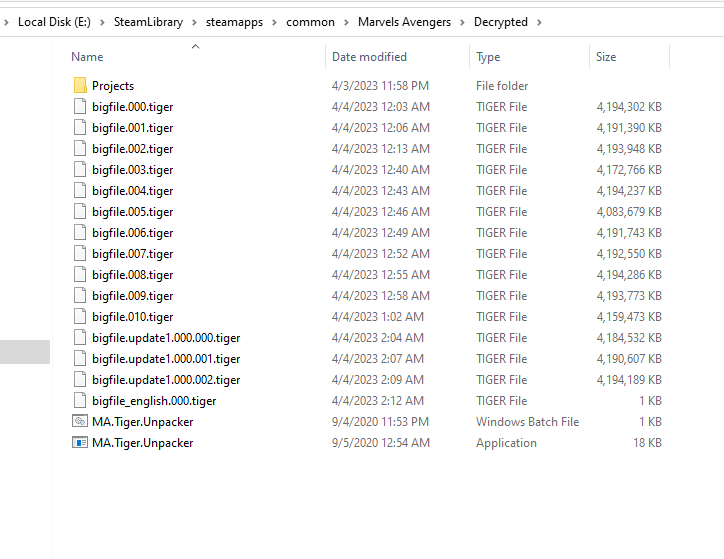 Local Disk (E:) > SteamLibrary > steamapps > common > Marvels Avengers > Decrypted >
Name Date modified Type Size
Projects 4/3/2023 11:58 PM File folder
bigfile.000.tiger 4/4/2023 12:03 AM TIGER File 4,194,302 KB
bigfile.001.tiger 4/4/2023 12:06 AM TIGER File 4,191,390 KB
bigfile.002.tiger 4/4/2023 12:13 AM TIGER File 4,193,948 KB
bigfile.003.tiger 4/4/2023 12:40 AM TIGER File 4,172,766 KB
bigfile.004.tiger 4/4/2023 12:43 AM TIGER File 4,194,237 KB
bigfile.005.tiger 4/4/2023 12:46 AM TIGER File 4,083,679 KB
bigfile.006.tiger 4/4/2023 12:49 AM TIGER File 4,191,743 KB
bigfile.007.tiger 4/4/2023 12:52 AM TIGER File 4,192,550 KB
bigfile.008.tiger 4/4/2023 12:55 AM TIGER File 4,194,286 KB
bigfile.009.tiger 4/4/2023 12:58 AM TIGER File 4,193,773 KB
bigfile.010.tiger 4/4/2023 1:02 AM TIGER File 4,159,473 KB
bigfile.update1.000.000.tiger 4/4/2023 2:04 AM TIGER File 4,184,532 KB
bigfile.update1.000.001.tiger 4/4/2023 2:07 AM TIGER File 4,190,607 KB
bigfile.update1.000.002.tiger 4/4/2023 2:09 AM TIGER File 4,194,189 KB
bigfile_english.000.tiger 4/4/2023 2:12 AM TIGER File 1 KB
MA.Tiger.Unpacker 9/4/2020 11:53 PM Windows Batch File 1 KB
MA.Tiger.Unpacker 9/5/2020 12:54 AM Application 18 KB